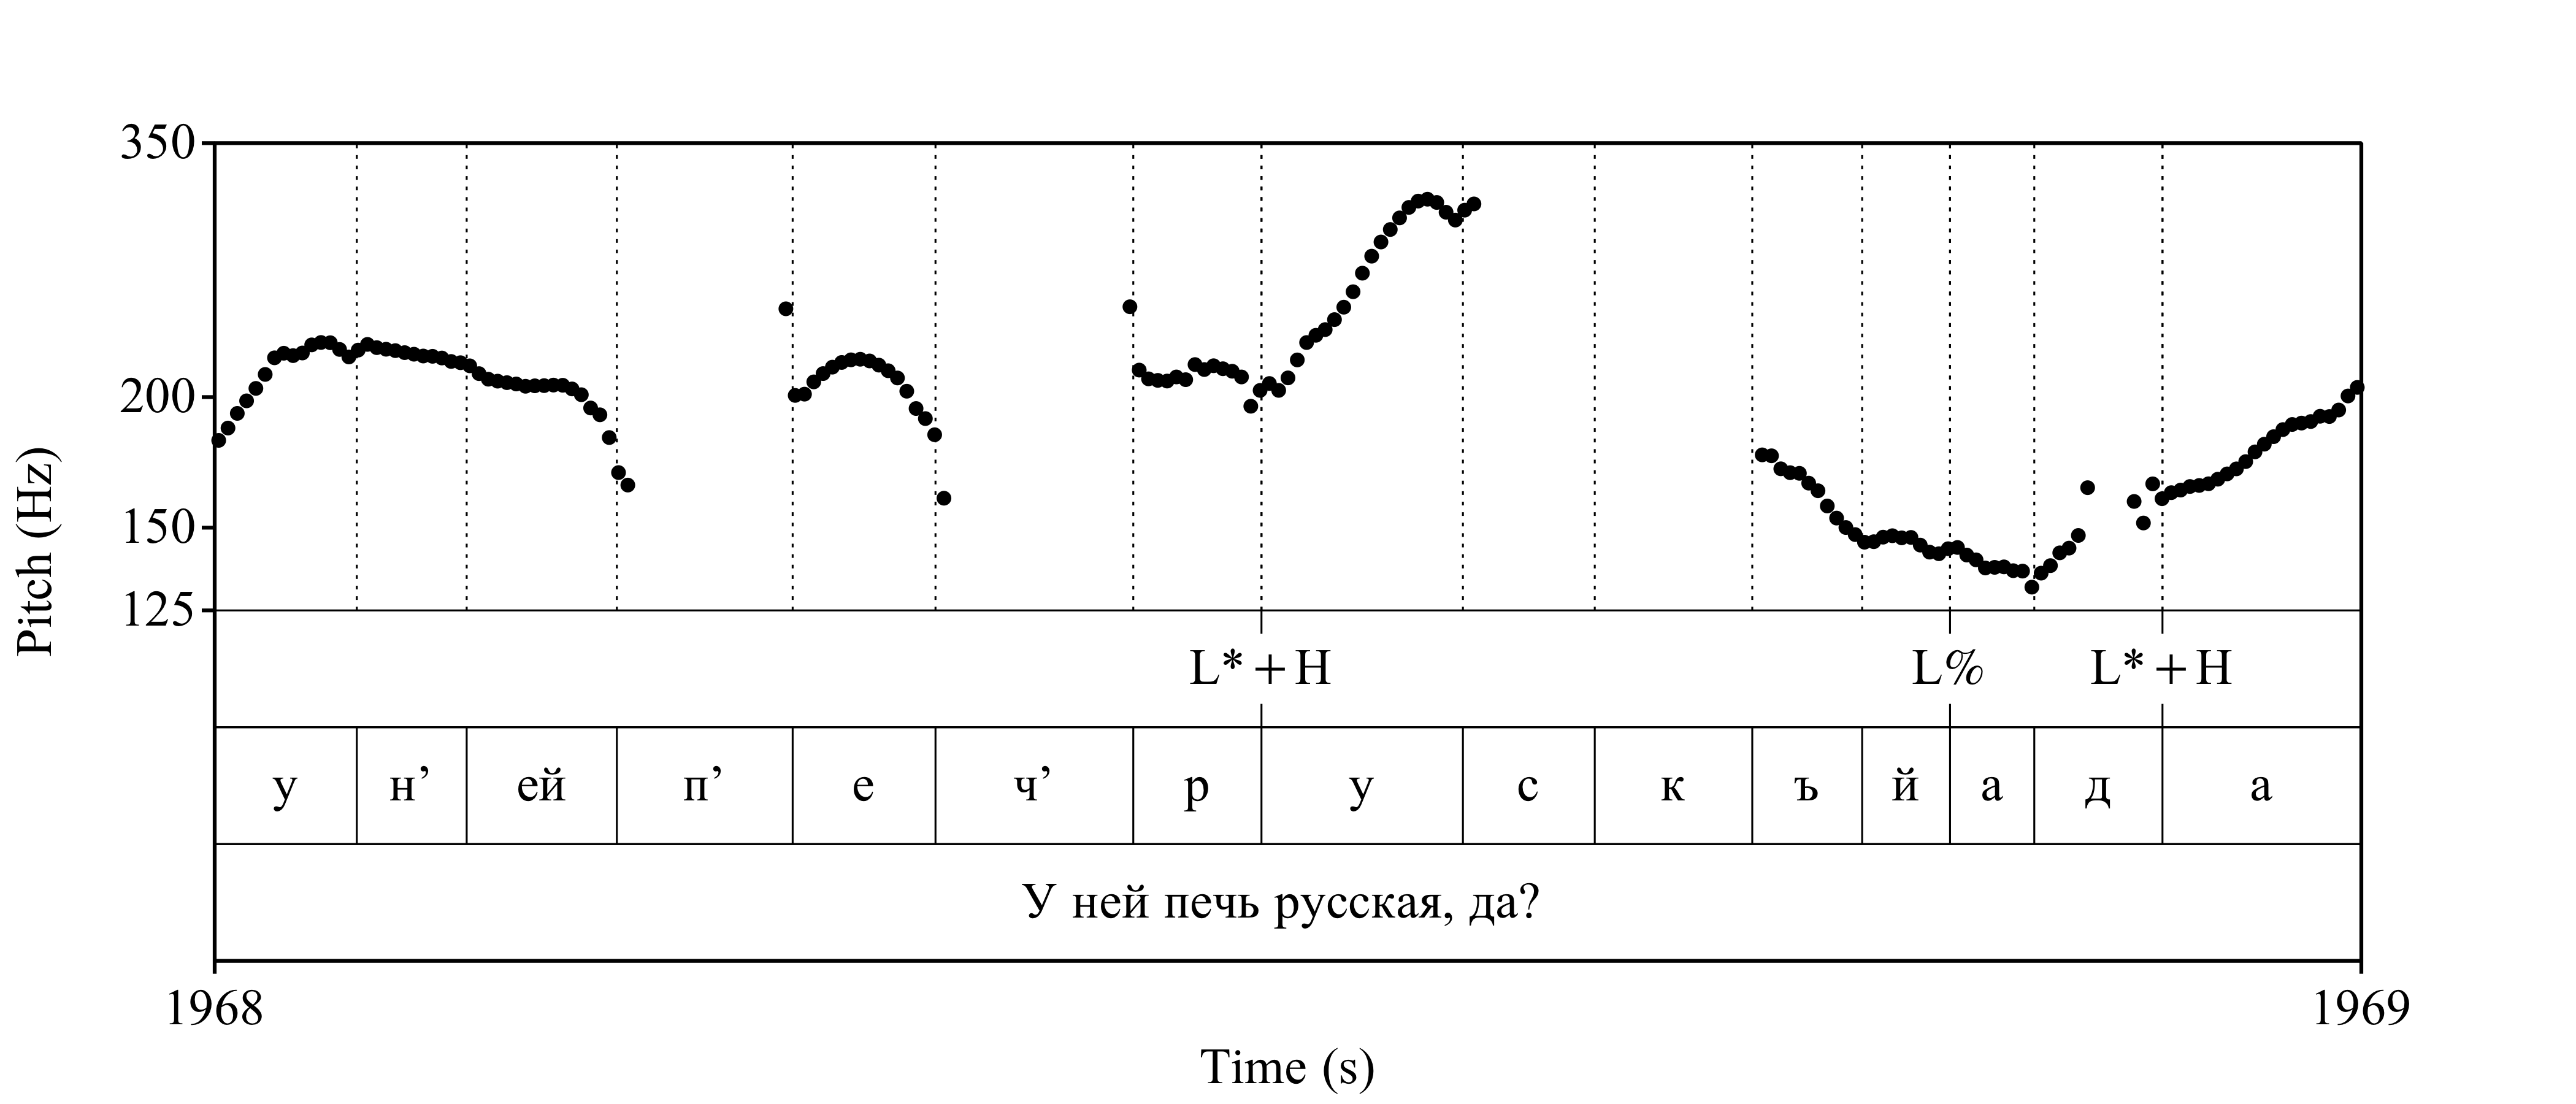 350
200
150
125
Pitch (Hz)
L*+H L% L*+H
у н’ ей п’ е ч’ р у с к ъ й а д а
У ней печь русская, да?
1968 1969
Time (s)